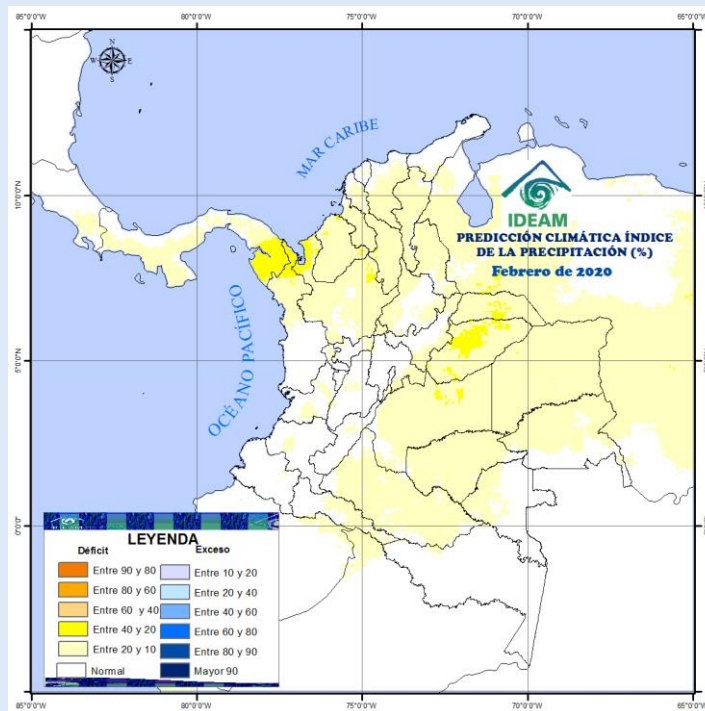 85°0'0"W 80°0'0"W 75°0'0"W 70°0'0"W 65°0'0"W
N
W E
S
MAR CARIBE
10°0'0"N
IDEAM
PREDICCIÓN CLIMÁTICA ÍNDICE
DE LA PRECIPITACIÓN (%)
Febrero de 2020
OCÉANO PACÍFICO
5°0'0"N
0°0'0"
LEYENDA
Déficit Exceso
Entre 90 y 80 Entre 10 y 20
Entre 80 y 60 Entre 20 y 40
Entre 60 y 40 Entre 40 y 60
Entre 40 y 20 Entre 60 y 80
Entre 20 y 10 Entre 80 y 90
Normal Mayor 90
85°0'0"W 80°0'0"W 75°0'0"W 70°0'0"W 65°0'0"W